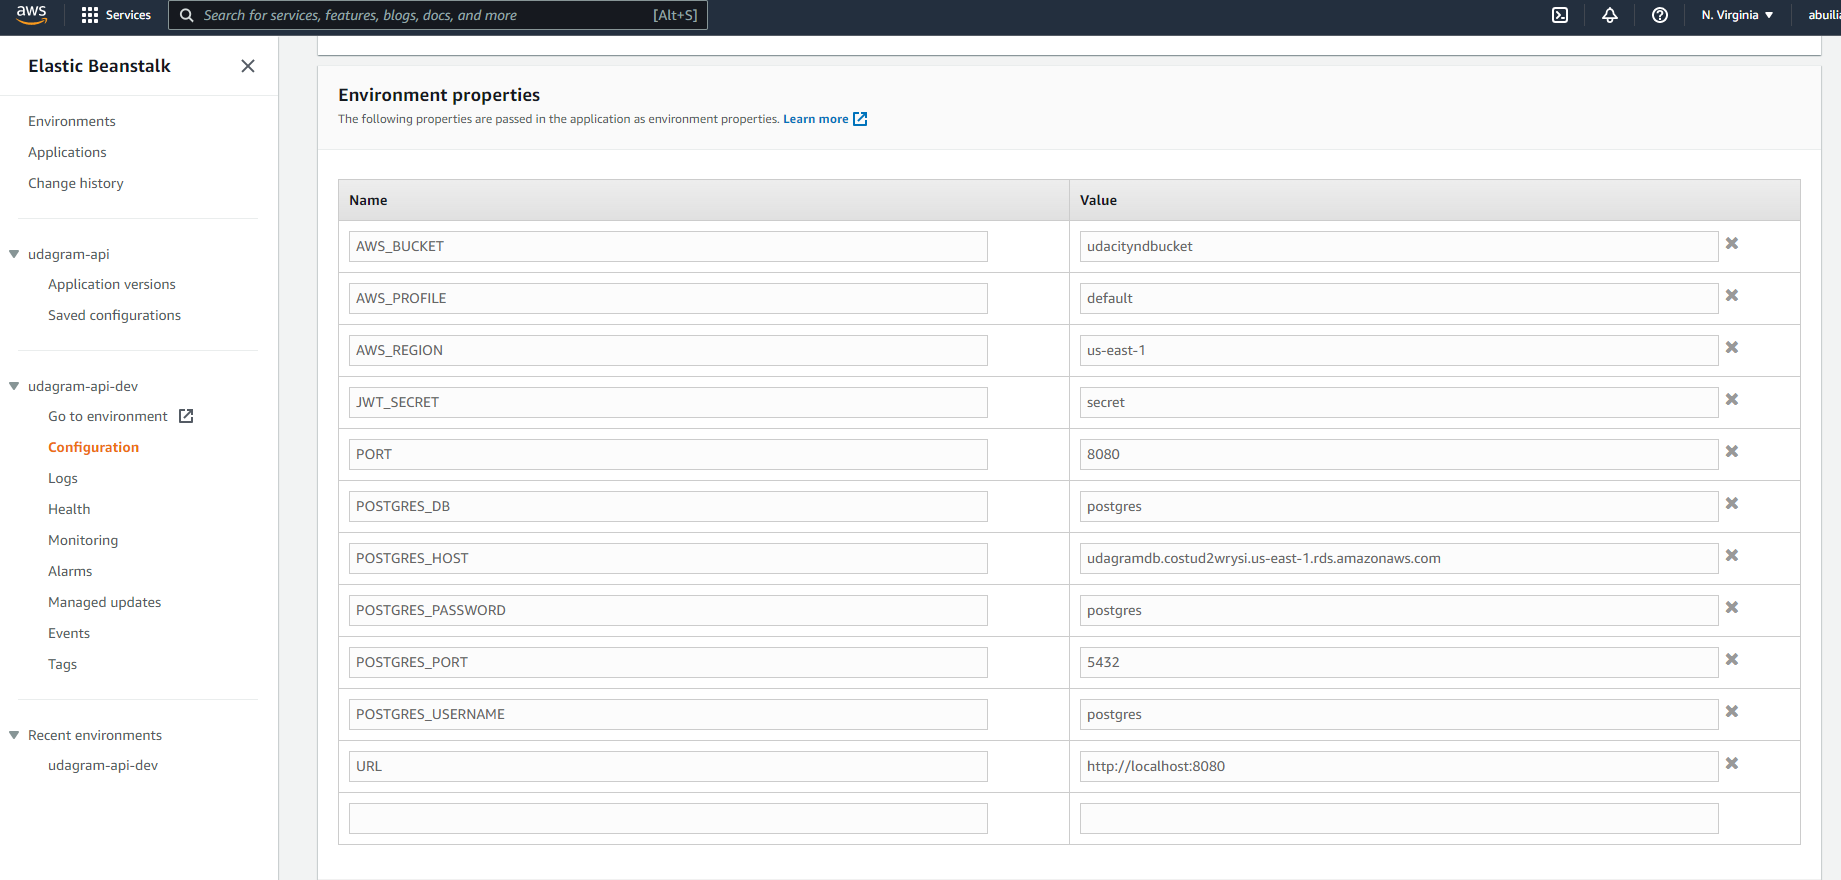 aws
Services
Search for services, features, blogs, docs, and more
[Alt+S]
N. Virginia
abuilia
Elastic Beanstalk
Environments
Applications
Change history
udagram-api
Application versions
Saved configurations
udagram-api-dev
Go to environment
Configuration
Logs
Health
Monitoring
Alarms
Managed updates
Events
Tags
Recent environments
udagram-api-dev
Environment properties
The following properties are passed in the application as environment properties. Learn more
Name Value
AWS_BUCKET udacityndbucket
AWS_PROFILE default
AWS_REGION us-east-1
JWT_SECRET secret
PORT 8080
POSTGRES_DB postgres
POSTGRES_HOST udagramdb.costud2wrysi.us-east-1.rds.amazonaws.com
POSTGRES_PASSWORD postgres
POSTGRES_PORT 5432
POSTGRES_USERNAME postgres
URL http://localhost:8080